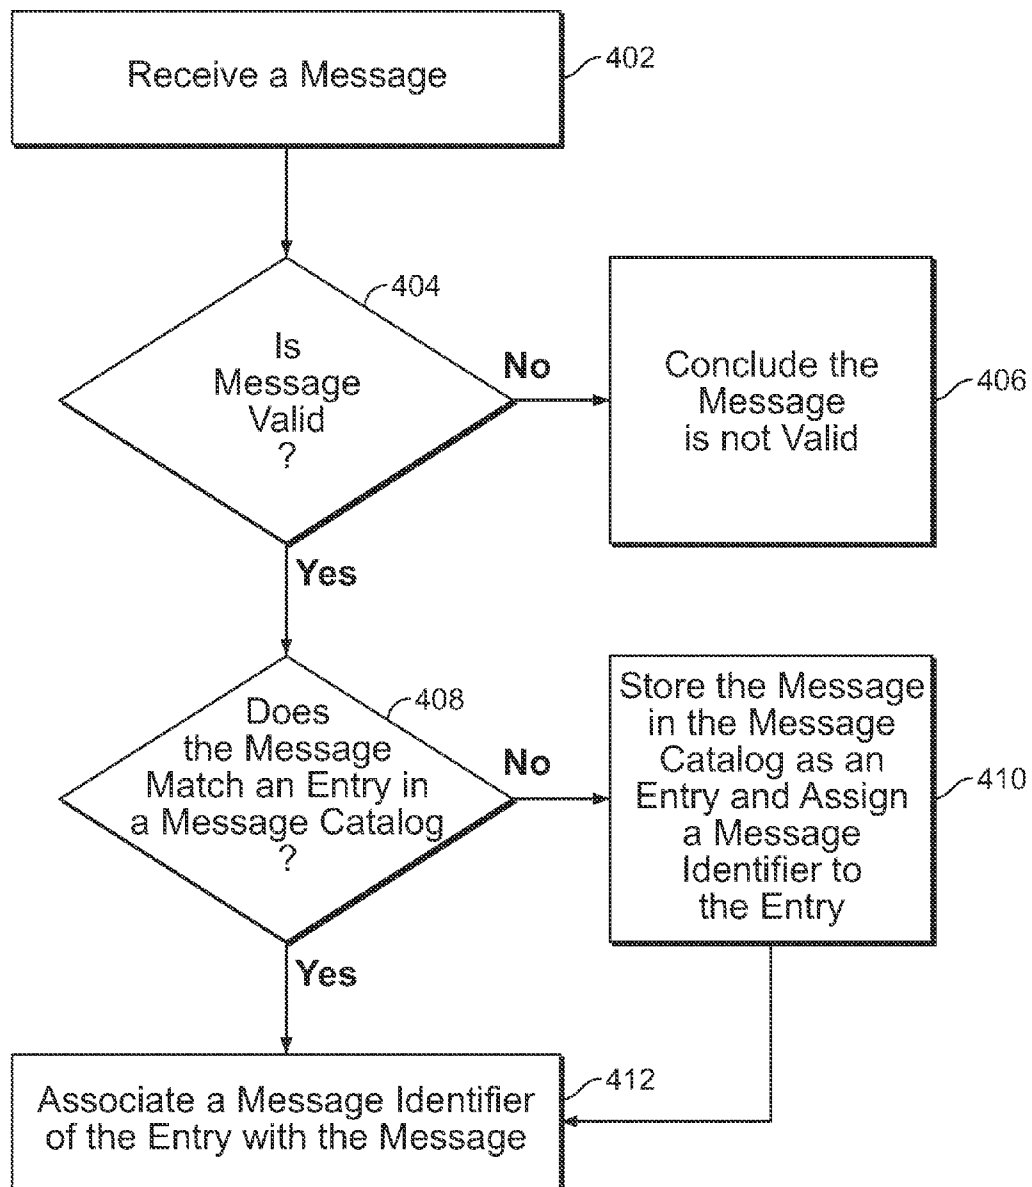 Receive a Message
402
404
Is
Message
Valid
?
No
Conclude the
Message
is not Valid
406
Yes
408
Does
the Message
Match an Entry in
a Message Catalog
?
No
Store the Message
in the Message
Catalog as an
Entry and Assign
a Message
Identifier to
the Entry
410
Yes
Associate a Message Identifier
of the Entry with the Message
412